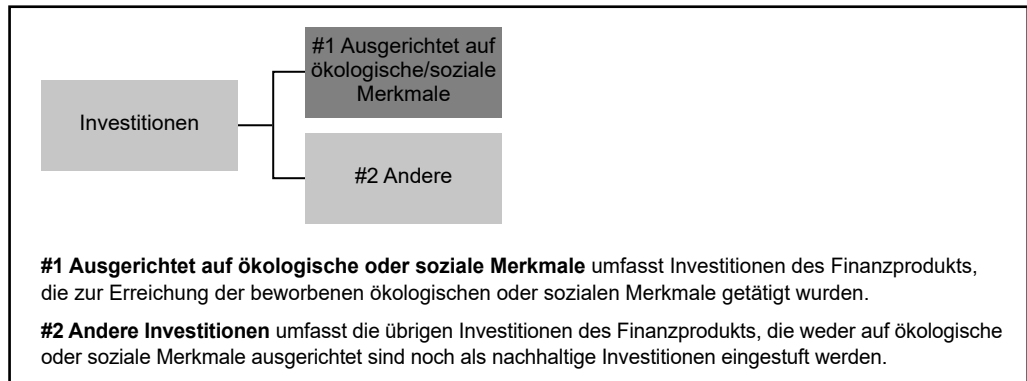 #1 Ausgerichtet auf
ökologische/soziale
Merkmale
Investitionen
#2 Andere
#1 Ausgerichtet auf ökologische oder soziale Merkmale umfasst Investitionen des Finanzprodukts,
die zur Erreichung der beworbenen ökologischen oder sozialen Merkmale getätigt wurden.
#2 Andere Investitionen umfasst die übrigen Investitionen des Finanzprodukts, die weder auf ökologische
oder soziale Merkmale ausgerichtet sind noch als nachhaltige Investitionen eingestuft werden.